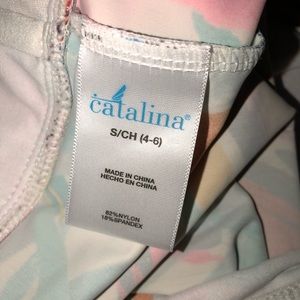 catalina®
S/CH (4-6)
MADE IN CHINA
HECHO EN CHINA
82%NYLON
18%SPANDEX